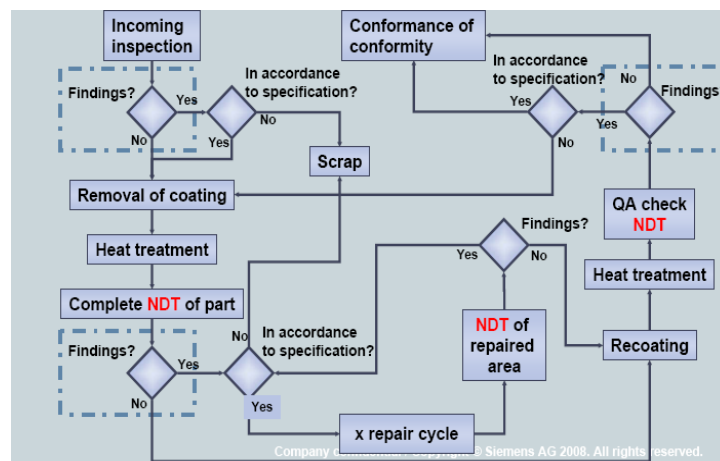 Incoming
inspection
Conformance of
conformity
Findings?
Yes
No
In accordance
to specification?
No
Yes
Scrap
In accordance
to specification?
Yes
No
No
Findings
Yes
Removal of coating
Heat treatment
Complete NDT of part
Findings?
Yes
No
In accordance
to specification?
No
Yes
x repair cycle
NDT of
repaired
area
Findings?
Yes
No
QA check
NDT
Heat treatment
Recoating
Siemens AG 2008. All rights reserved.